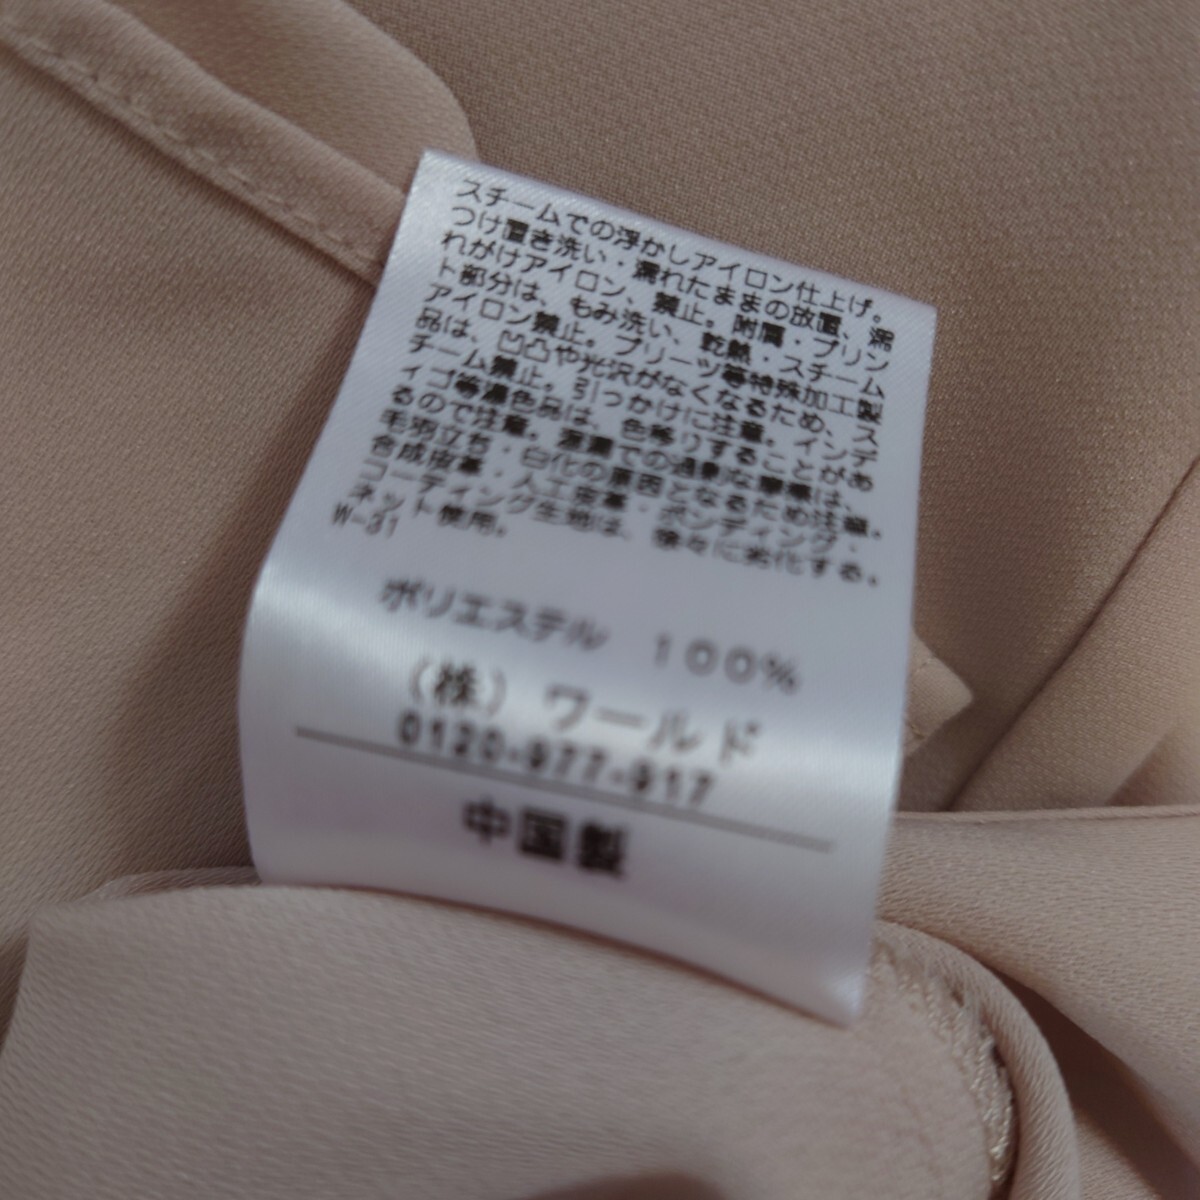 スチームでの浮かしアイロン仕上げ。
つけ置き洗い・濡れたままの放置、濡
れがけアイロン、禁止。附属・プリン
ト部分は、もみ洗い、乾熱・スチーム
アイロン禁止。プリーツ等特殊加工製
品は、凹凸や光沢がなくなるため、ス
チーム禁止。引っかけに注意。インデ
ィゴ等濃色品は、色移りすることがあ
るので注意。着用での過剰な摩擦は、
毛羽立ち・白化の原因となるため注意。
合成皮革・人工皮革・ボンディング・
コーティング生地は、徐々に劣化する。
ネット使用。
W-31
ポリエステル 100%
(株)ワールド
0120-977-917
中国製